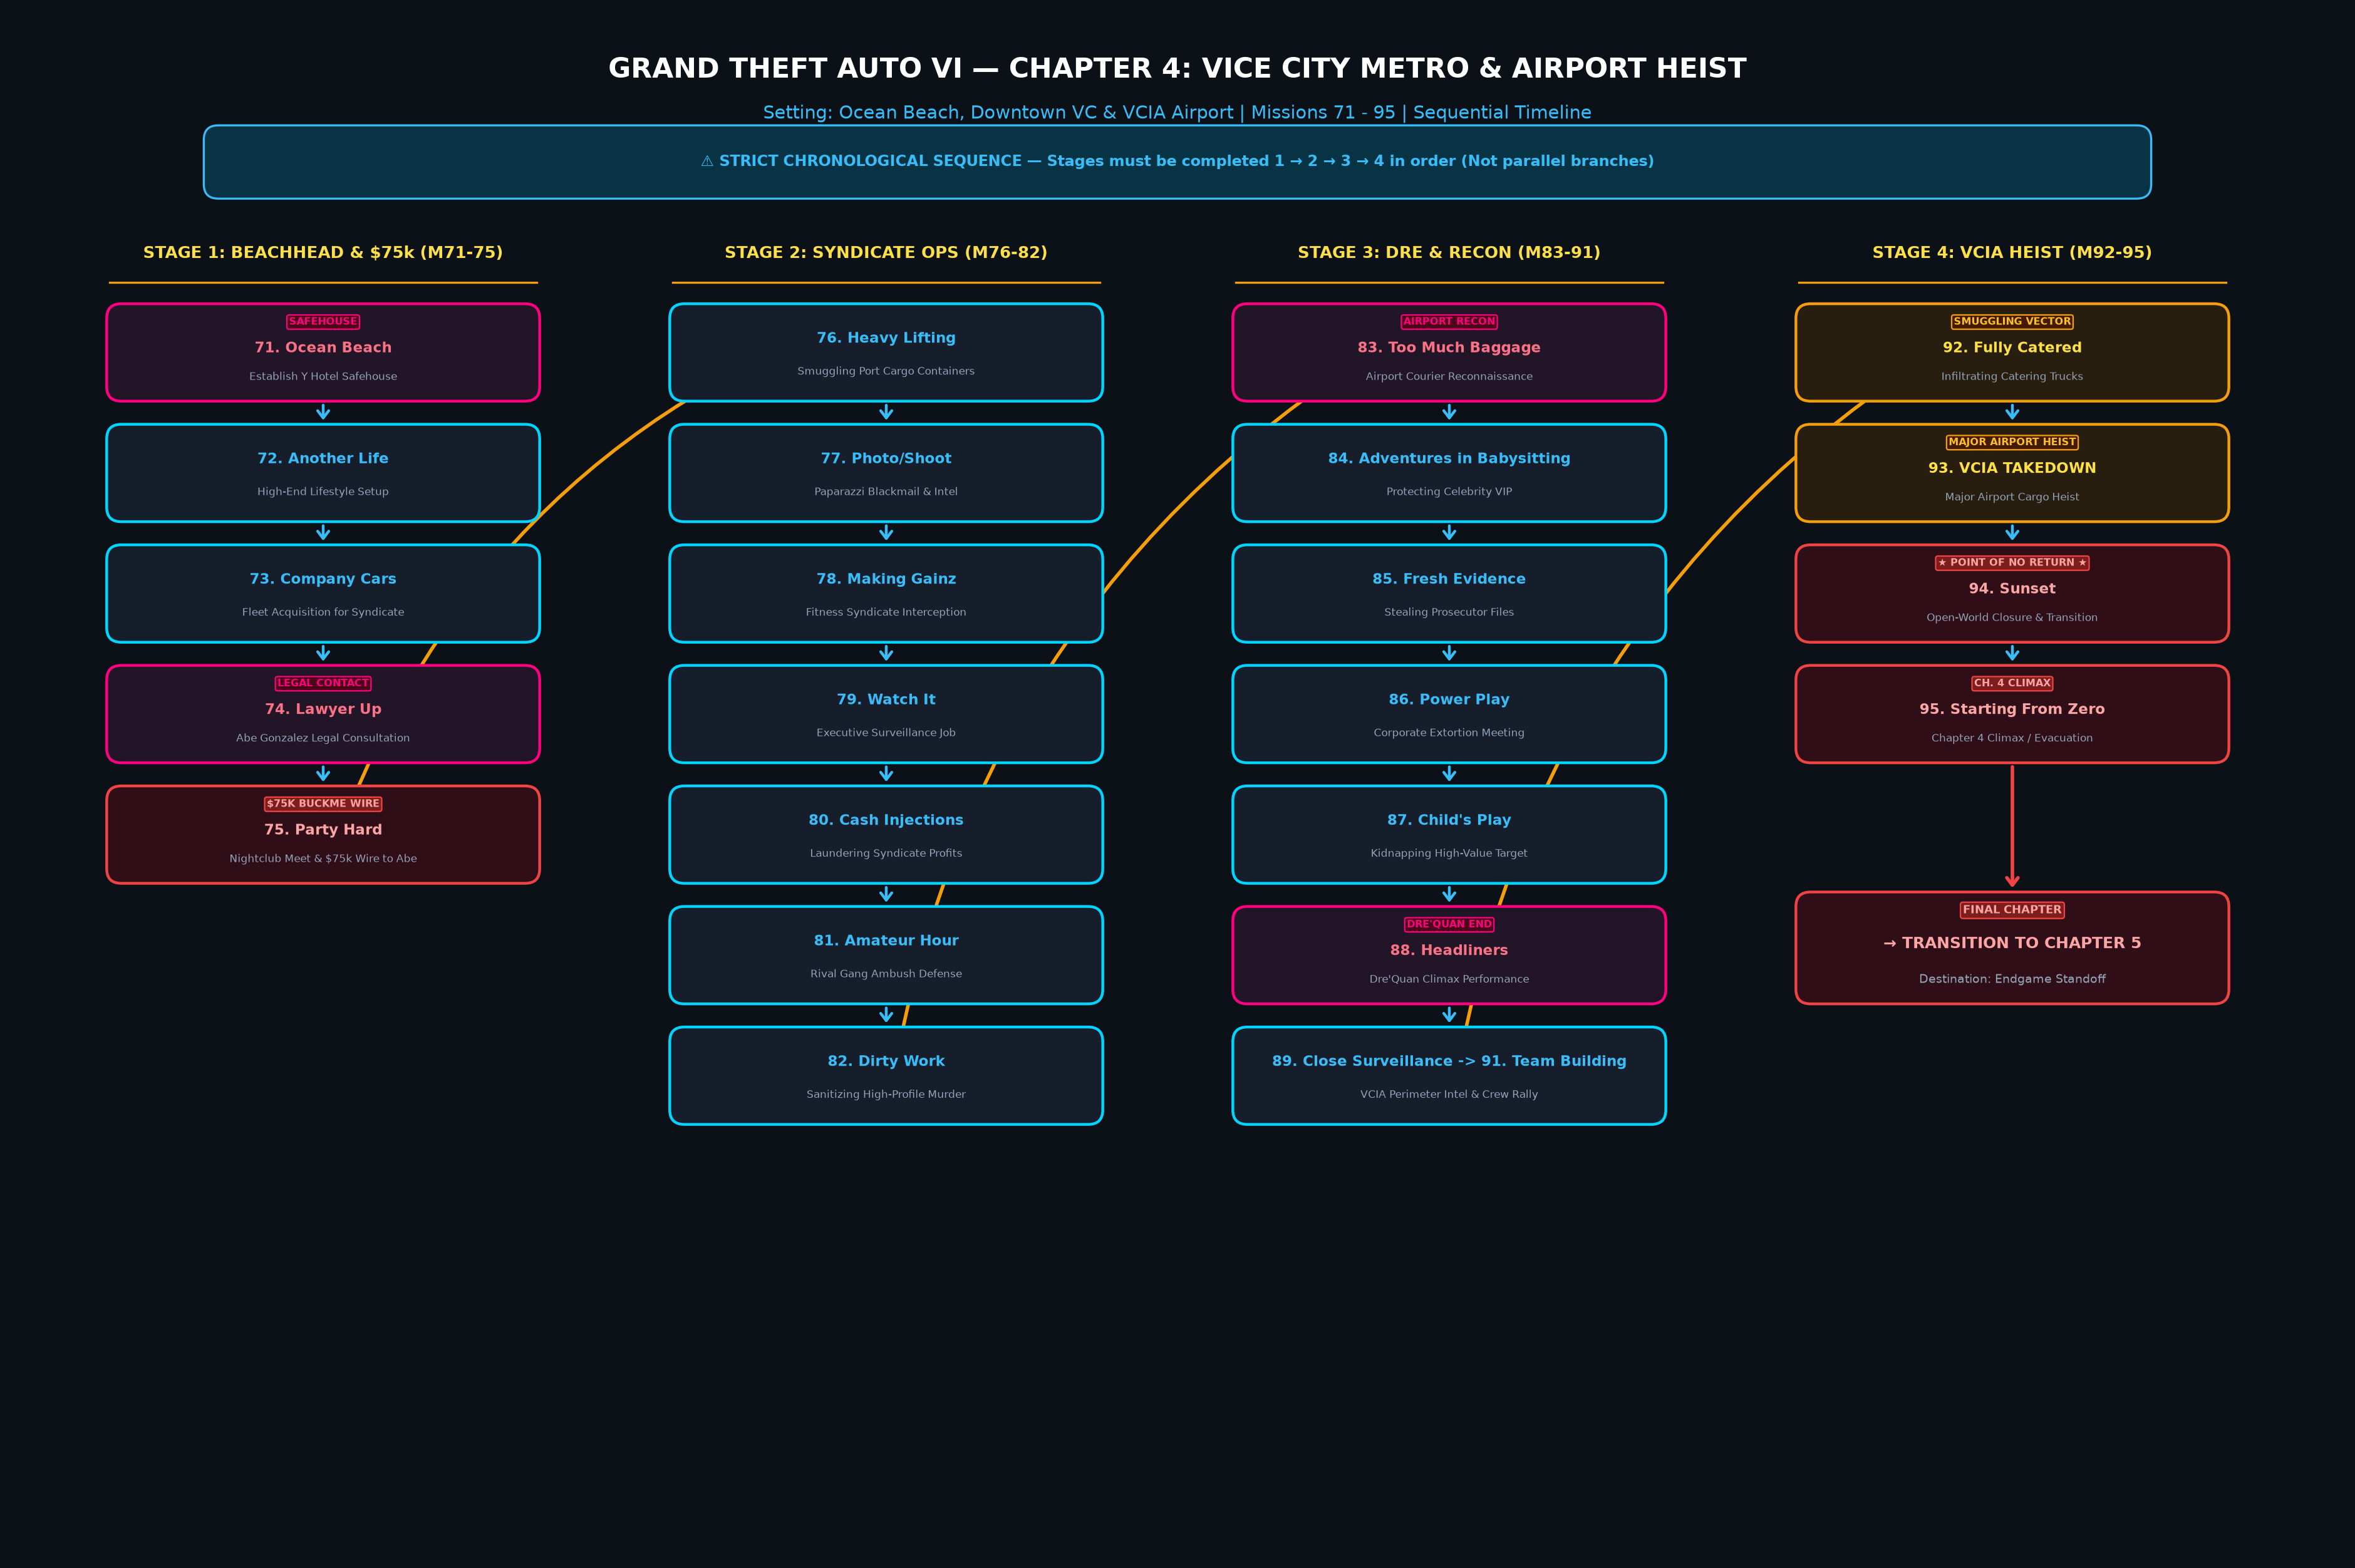 GRAND THEFT AUTO VI — CHAPTER 4: VICE CITY METRO & AIRPORT HEIST
Setting: Ocean Beach, Downtown VC & VCIA Airport | Missions 71 - 95 | Sequential Timeline
⚠ STRICT CHRONOLOGICAL SEQUENCE — Stages must be completed 1 → 2 → 3 → 4 in order (Not parallel branches)
STAGE 1: BEACHHEAD & $75k (M71-75)
SAFEHOUSE
71. Ocean Beach
Establish Y Hotel Safehouse
72. Another Life
High-End Lifestyle Setup
73. Company Cars
Fleet Acquisition for Syndicate
LEGAL CONTACT
74. Lawyer Up
Abe Gonzalez Legal Consultation
$75K BUCKME WIRE
75. Party Hard
Nightclub Meet & $75k Wire to Abe
STAGE 2: SYNDICATE OPS (M76-82)
76. Heavy Lifting
Smuggling Port Cargo Containers
77. Photo/Shoot
Paparazzi Blackmail & Intel
78. Making Gainz
Fitness Syndicate Interception
79. Watch It
Executive Surveillance Job
80. Cash Injections
Laundering Syndicate Profits
81. Amateur Hour
Rival Gang Ambush Defense
82. Dirty Work
Sanitizing High-Profile Murder
STAGE 3: DRE & RECON (M83-91)
AIRPORT RECON
83. Too Much Baggage
Airport Courier Reconnaissance
84. Adventures in Babysitting
Protecting Celebrity VIP
85. Fresh Evidence
Stealing Prosecutor Files
86. Power Play
Corporate Extortion Meeting
87. Child's Play
Kidnapping High-Value Target
DRE'QUAN END
88. Headliners
Dre'Quan Climax Performance
89. Close Surveillance -> 91. Team Building
VCIA Perimeter Intel & Crew Rally
STAGE 4: VCIA HEIST (M92-95)
SMUGGLING VECTOR
92. Fully Catered
Infiltrating Catering Trucks
MAJOR AIRPORT HEIST
93. VCIA TAKEDOWN
Major Airport Cargo Heist
★ POINT OF NO RETURN ★
94. Sunset
Open-World Closure & Transition
CH. 4 CLIMAX
95. Starting From Zero
Chapter 4 Climax / Evacuation
FINAL CHAPTER
→ TRANSITION TO CHAPTER 5
Destination: Endgame Standoff